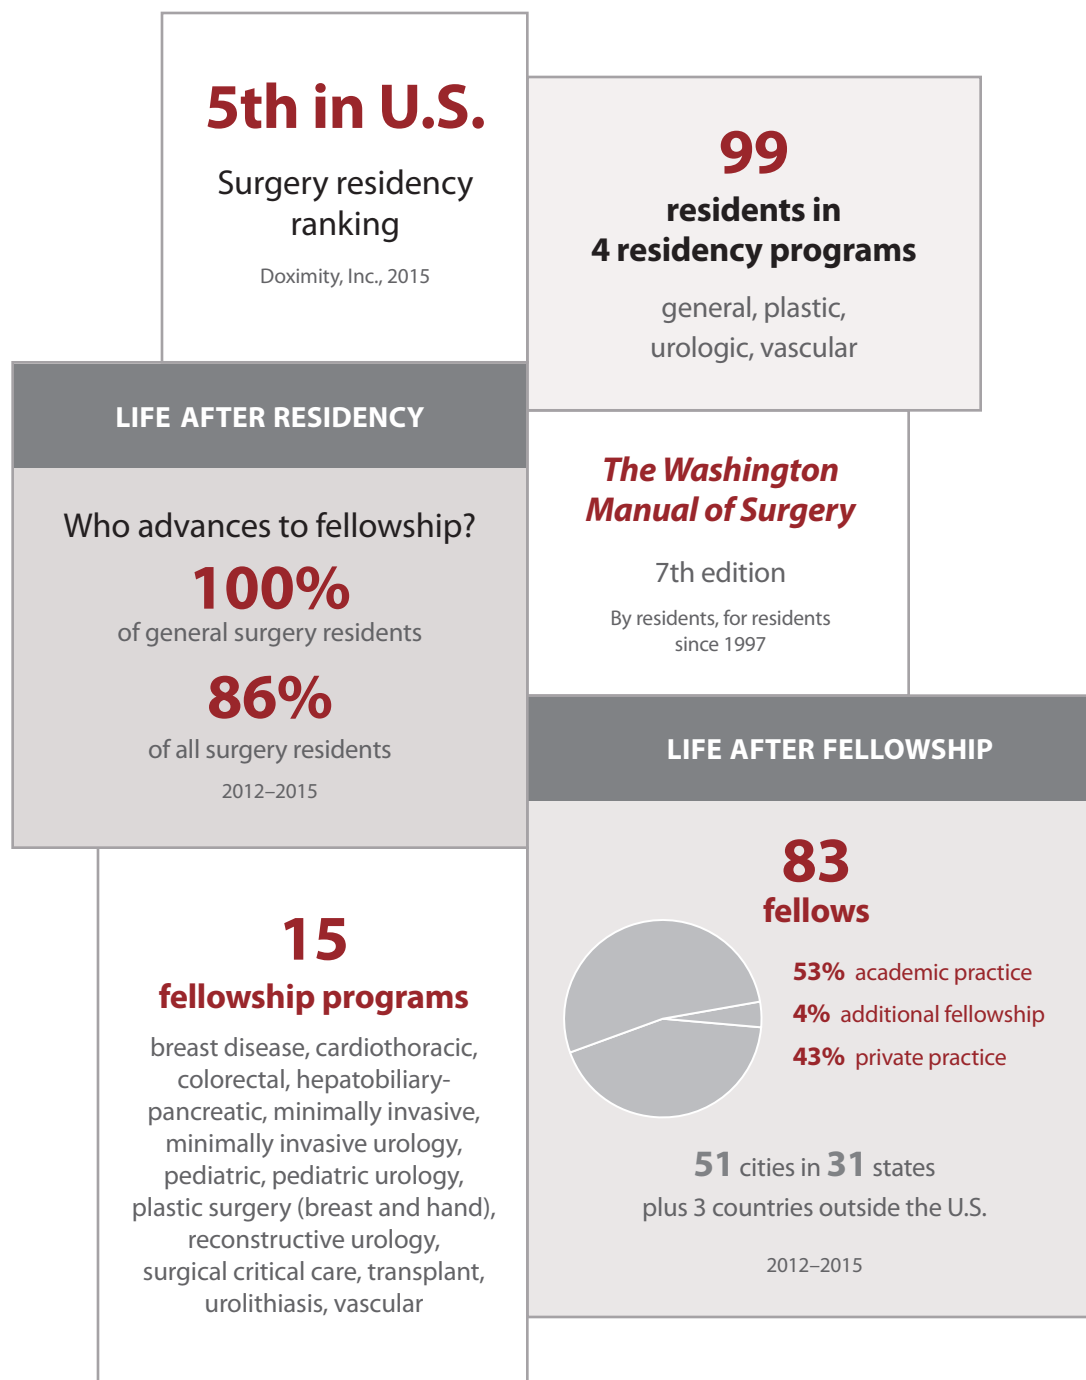 5th in U.S.
Surgery residency
ranking
Doximity, Inc., 2015
99
residents in
4 residency programs
general, plastic,
urologic, vascular
LIFE AFTER RESIDENCY
Who advances to fellowship?
100%
of general surgery residents
86%
of all surgery residents
2012–2015
The Washington
Manual of Surgery
7th edition
By residents, for residents
since 1997
15
fellowship programs
breast disease, cardiothoracic,
colorectal, hepatobiliary-
pancreatic, minimally invasive,
minimally invasive urology,
pediatric, pediatric urology,
plastic surgery (breast and hand),
reconstructive urology,
surgical critical care, transplant,
urolithiasis, vascular
LIFE AFTER FELLOWSHIP
83
fellows
53% academic practice
4% additional fellowship
43% private practice
51 cities in 31 states
plus 3 countries outside the U.S.
2012–2015